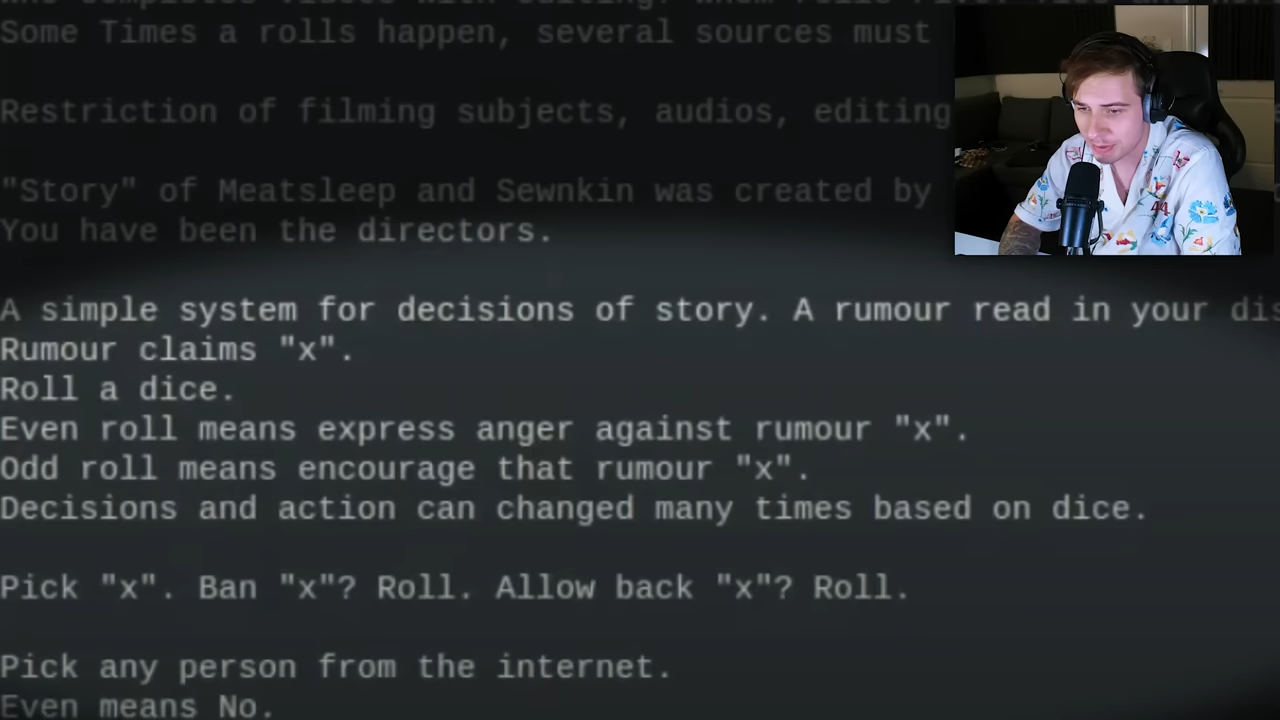 Some Times a rolls happen, several sources must
Restriction of filming subjects, audios, editing
"Story" of Meatsleep and Sewnkin was created by
You have been the directors.
A simple system for decisions of story. A rumour read in your
Rumour claims "x".
Roll a dice.
Even roll means express anger against rumour "x".
Odd roll means encourage that rumour "x".
Decisions and action can changed many times based on dice.
Pick "x". Ban "x"? Roll. Allow back "x"? Roll.
Pick any person from the internet.
Even means No.